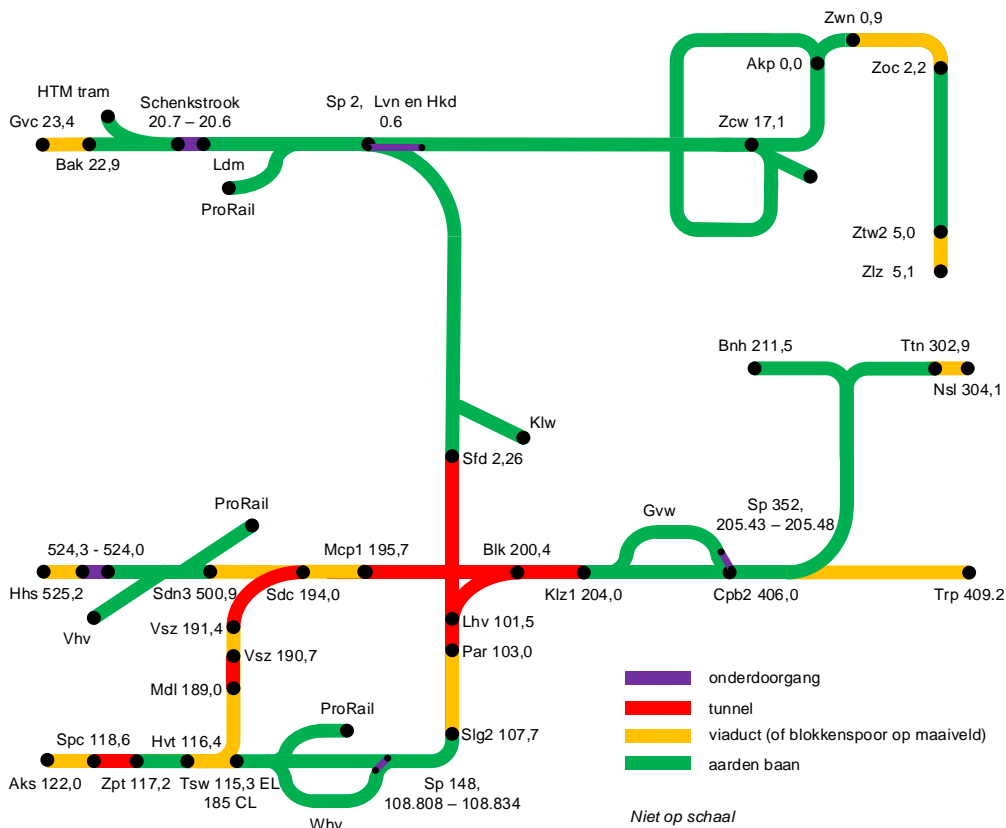 Zwn 0,9
Akp 0,0
Zoc 2,2
HTM tram
Schenkstrook
20.7 – 20.6
Sp 2,
Lvn en Hkd
0.6
Gvc 23,4
Zcw 17,1
Bak 22,9
Ldm
ProRail
Ztw2 5,0
Zlz 5,1
Bnh 211,5
Ttn 302,9
Nsl 304,1
Klw
Sfd 2,26
ProRail
Gvw
Sp 352,
205.43 – 205.48
524,3 - 524,0
Mcp1 195,7
Blk 200,4
Hhs 525,2
Sdn3 500,9
Sdc 194,0
Klz1 204,0
Cpb2 406,0
Trp 409.2
Vhv
Vsz 191,4
Lhv 101,5
Vsz 190,7
Par 103,0
Mdl 189,0
onderdoorgang
tunnel
viaduct (of blokkenspoor op maaiveld)
aarden baan
ProRail
Spc 118,6
Hvt 116,4
Slg2 107,7
Aks 122,0
Zpt 117,2
Tsw 115,3 EL
185 CL
Sp 148,
108.808 – 108.834
Whv
Niet op schaal